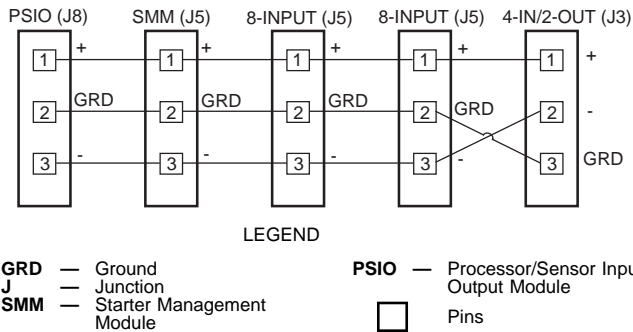 PSIO (J8) SMM (J5) 8-INPUT (J5) 8-INPUT (J5) 4-IN/2-OUT (J3)
1 + 1 + 1 + 1 + 1 +
2 GRD 2 GRD 2 GRD 2 GRD 2 -
3 - 3 - 3 - 3 - 3 GRD
LEGEND
GRD — Ground
J — Junction
SMM — Starter Management
Module
PSIO — Processor/Sensor Input
Output Module
Pins